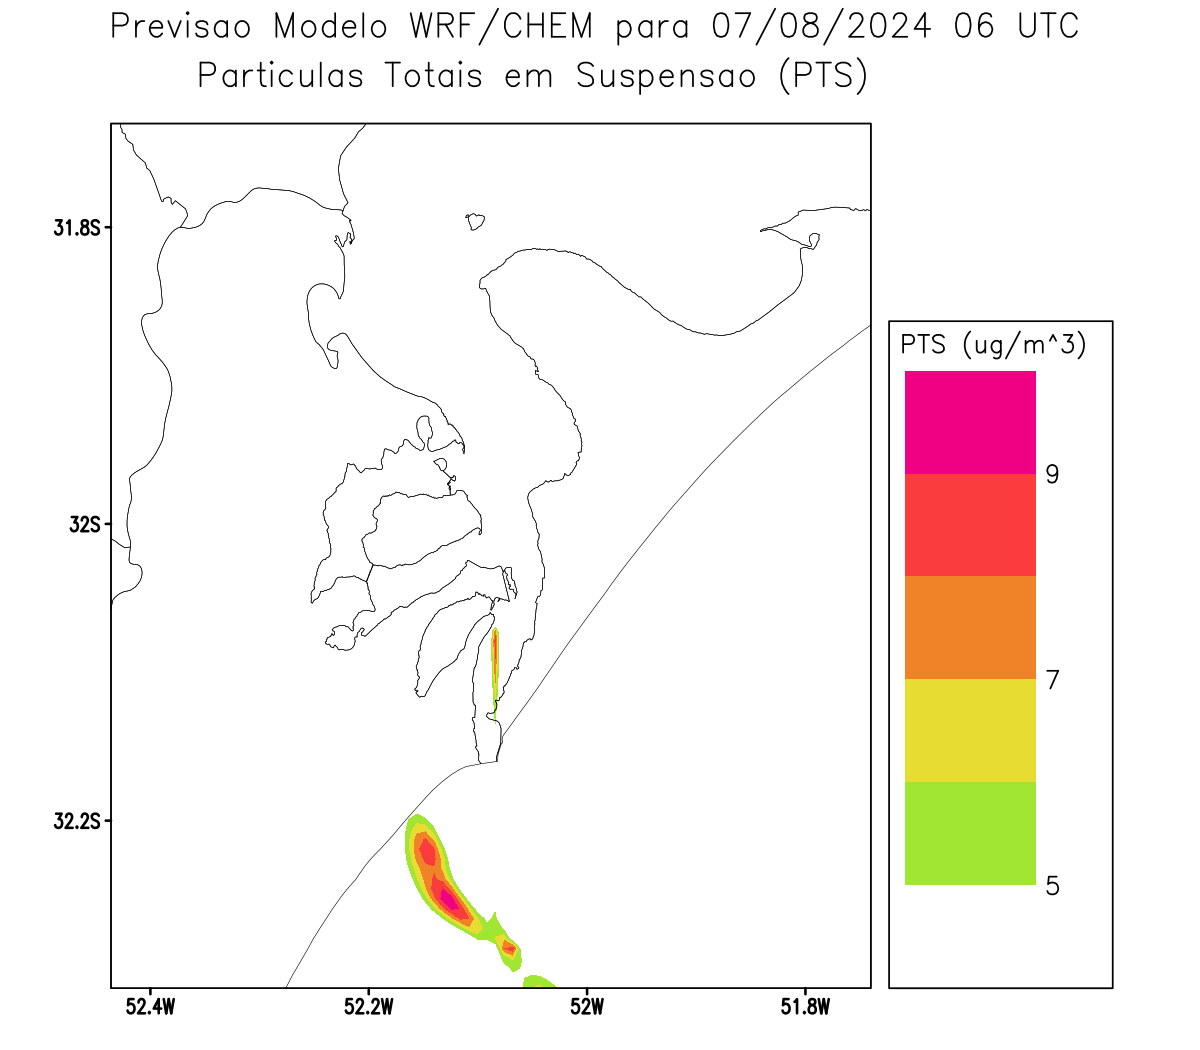 Previsao Modelo WRF/CHEM para 07/08/2024 06 UTC
Particulas Totais em Suspensao (PTS)
31.8S
32S
32.2S
52.4W
52.2W
52W
51.8W
PTS (ug/m^3)
9
7
5